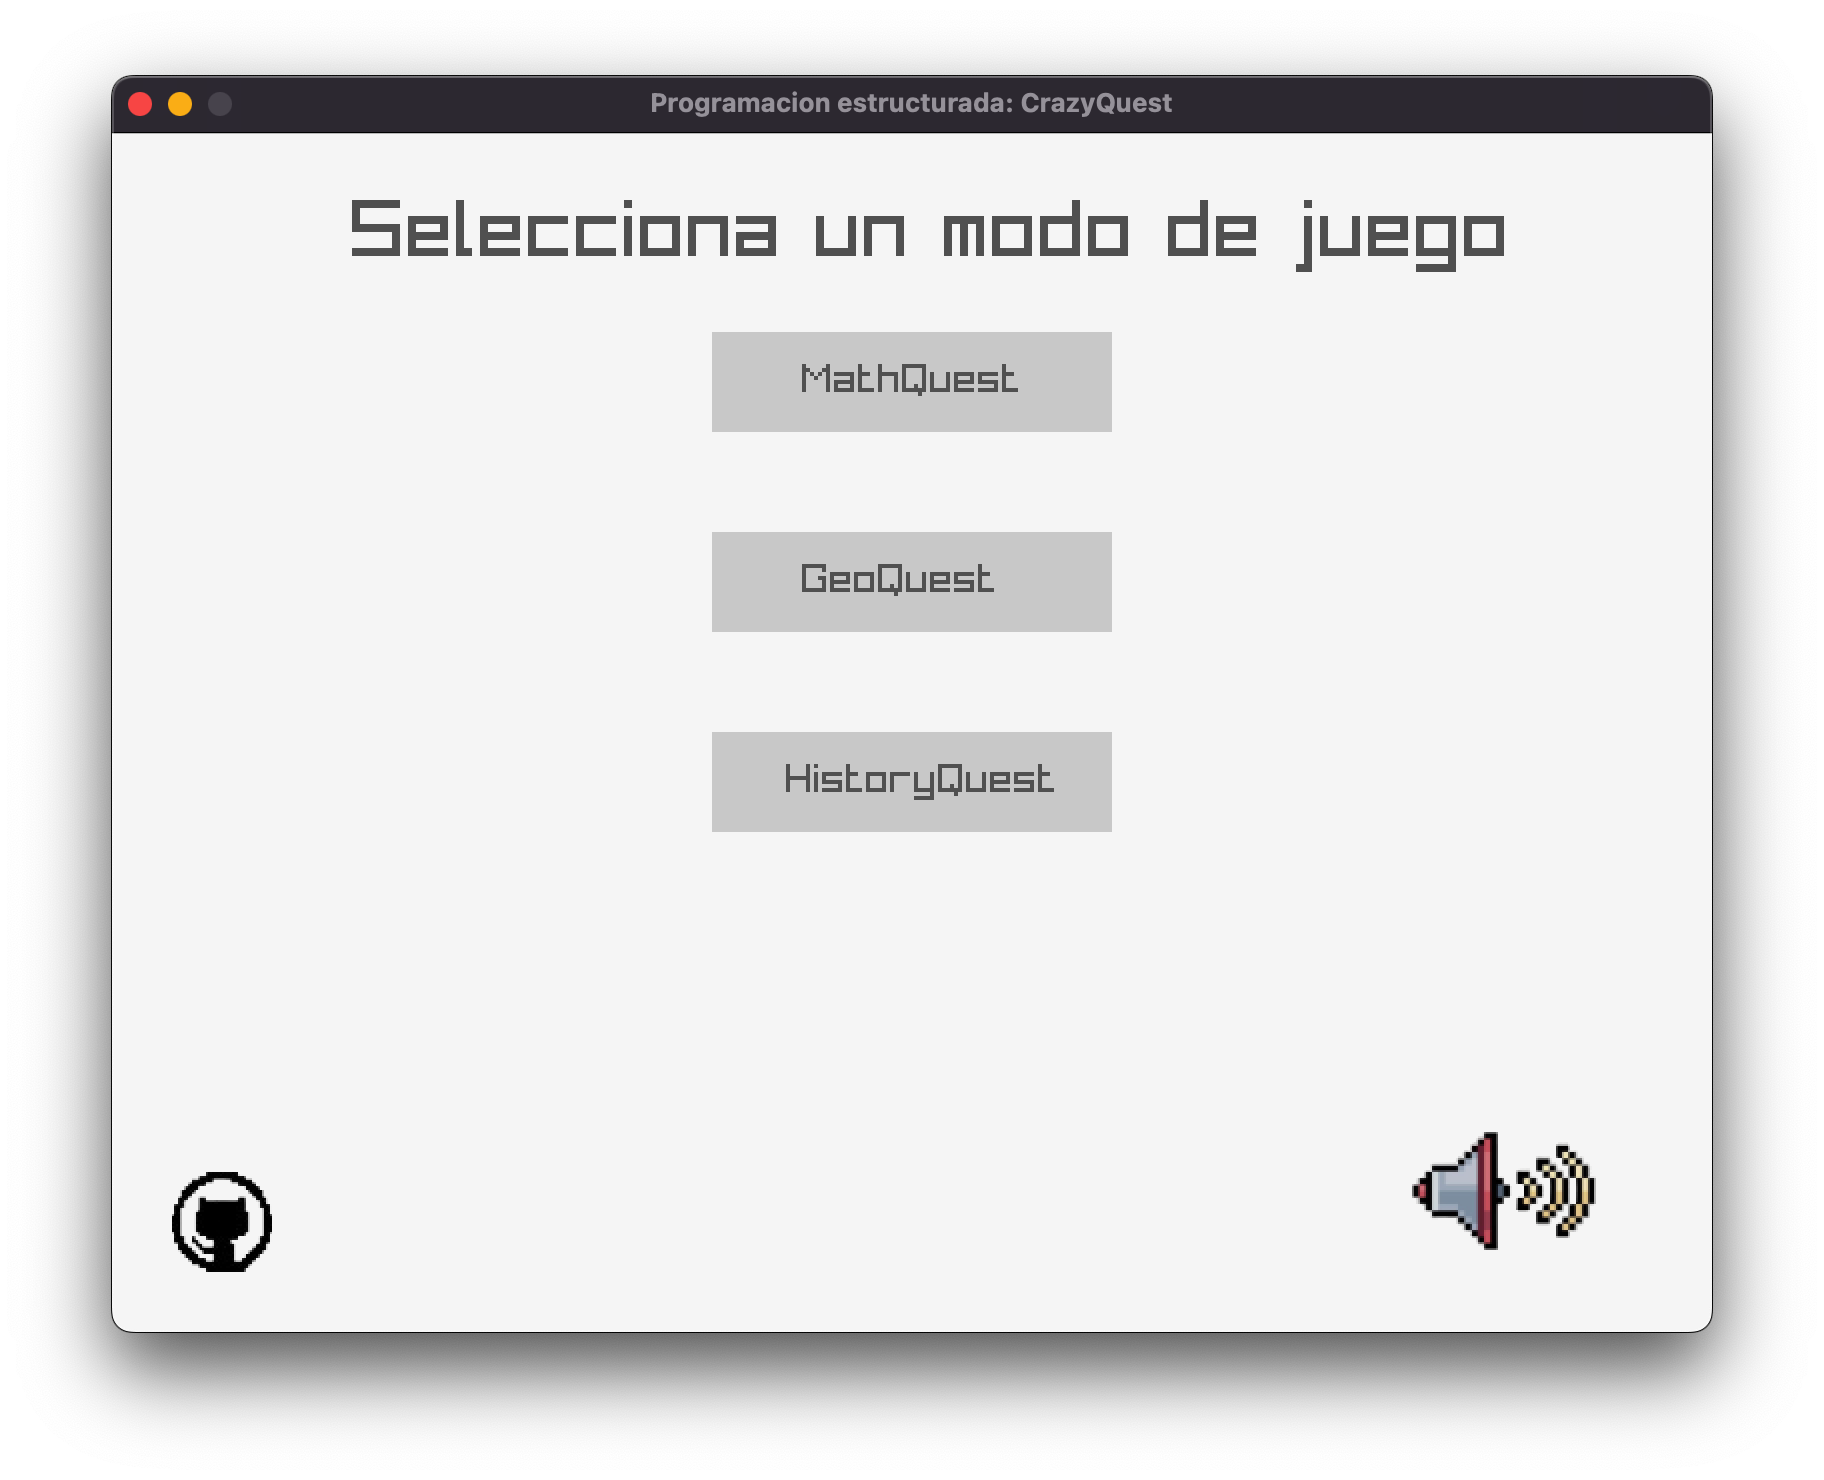 Programacion estructurada: CrazyQuest
Selecciona un modo de juego
MathQuest
GeoQuest
HistoryQuest